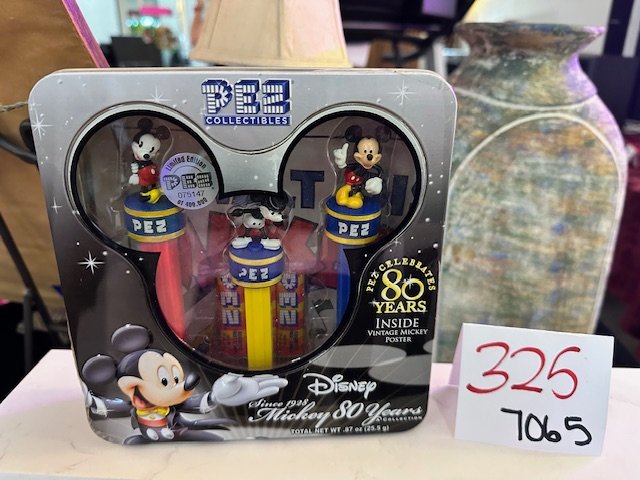 PEZ
COLLECTIBLES
Limited Edition
PEZ
075147
of 400,000
PEZ
PEZ
PEZ
PEZ CELEBRATES
80
YEARS
INSIDE
VINTAGE MICKEY
POSTER
Disney
Since 1928
Mickey 80 Years
COLLECTION
TOTAL NET WT .87 oz (25.5 g)
325
7065